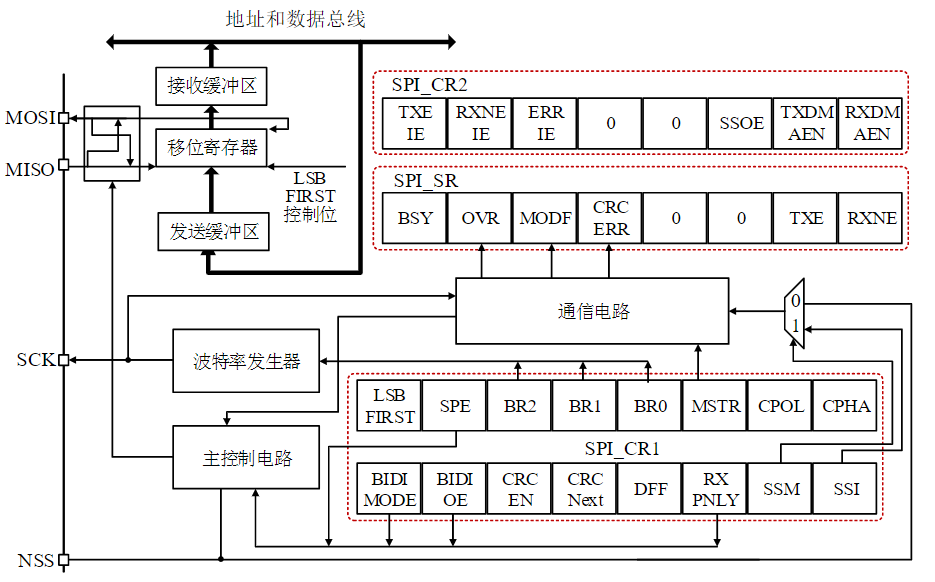 地址和数据总线
接收缓冲区
SPI_CR2
TXE
IE
RXNE
IE
ERR
IE
0
0
SSOE
TXDM
AEN
RXDM
AEN
MOSI
移位寄存器
MISO
LSB
FIRST
控制位
SPI_SR
BSY
OVR
MODF
CRC
ERR
0
0
TXE
RXNE
发送缓冲区
通信电路
0
1
SCK
波特率发生器
LSB
FIRST
SPE
BR2
BR1
BR0
MSTR
CPOL
CPHA
主控制电路
SPI_CR1
BIDI
MODE
BIDI
OE
CRC
EN
CRC
Next
DFF
RX
PNLY
SSM
SSI
NSS